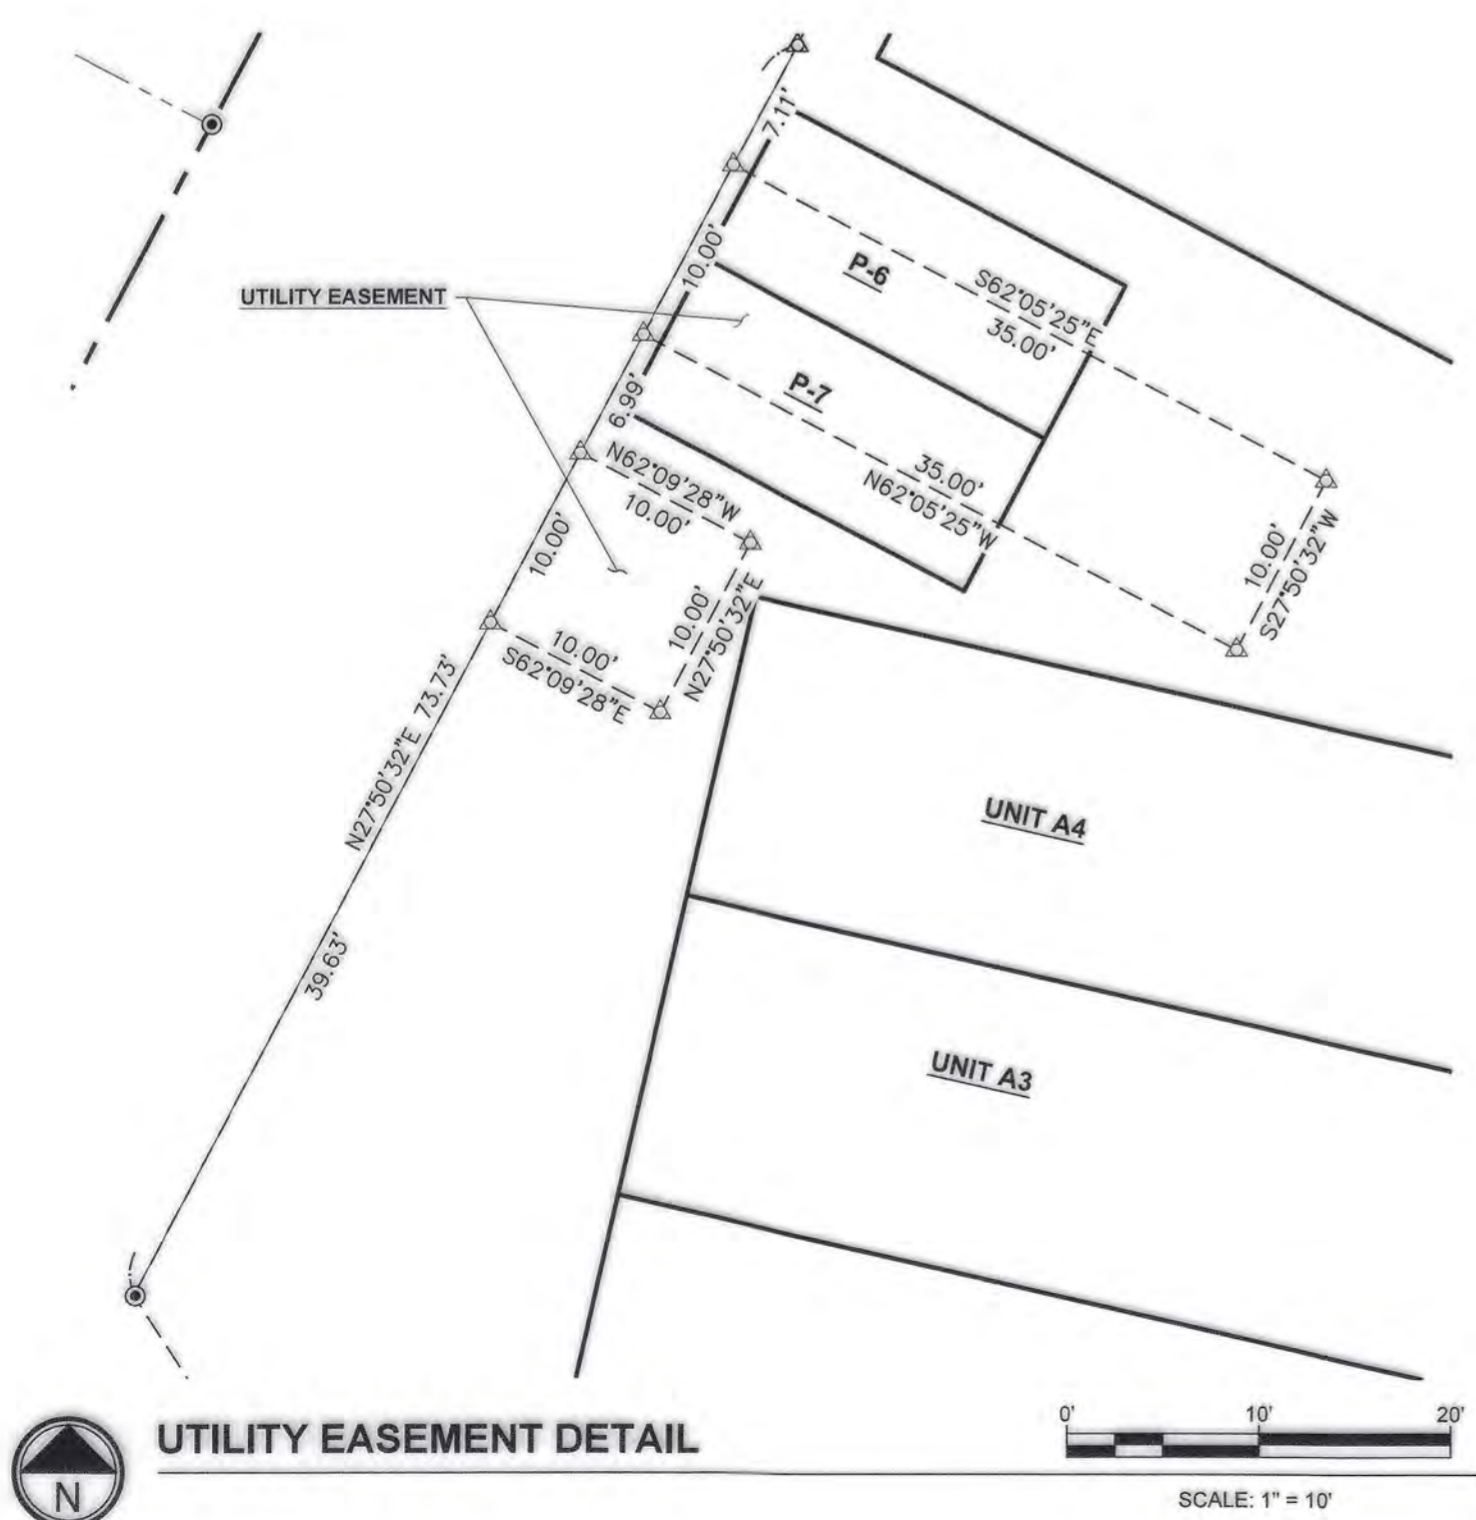 7.11'
10.00'
P-6
S62°05'25"E
35.00'
UTILITY EASEMENT
P-7
6.99'
35.00'
N62°05'25"W
N62°09'28"W
10.00'
10.00'
10.00'
S27°50'32"W
10.00'
N27°50'32"E
10.00'
S62°09'28"E
N27°50'32"E 73.73'
39.63'
UNIT A4
UNIT A3
N
UTILITY EASEMENT DETAIL
0' 10' 20'
SCALE: 1" = 10'